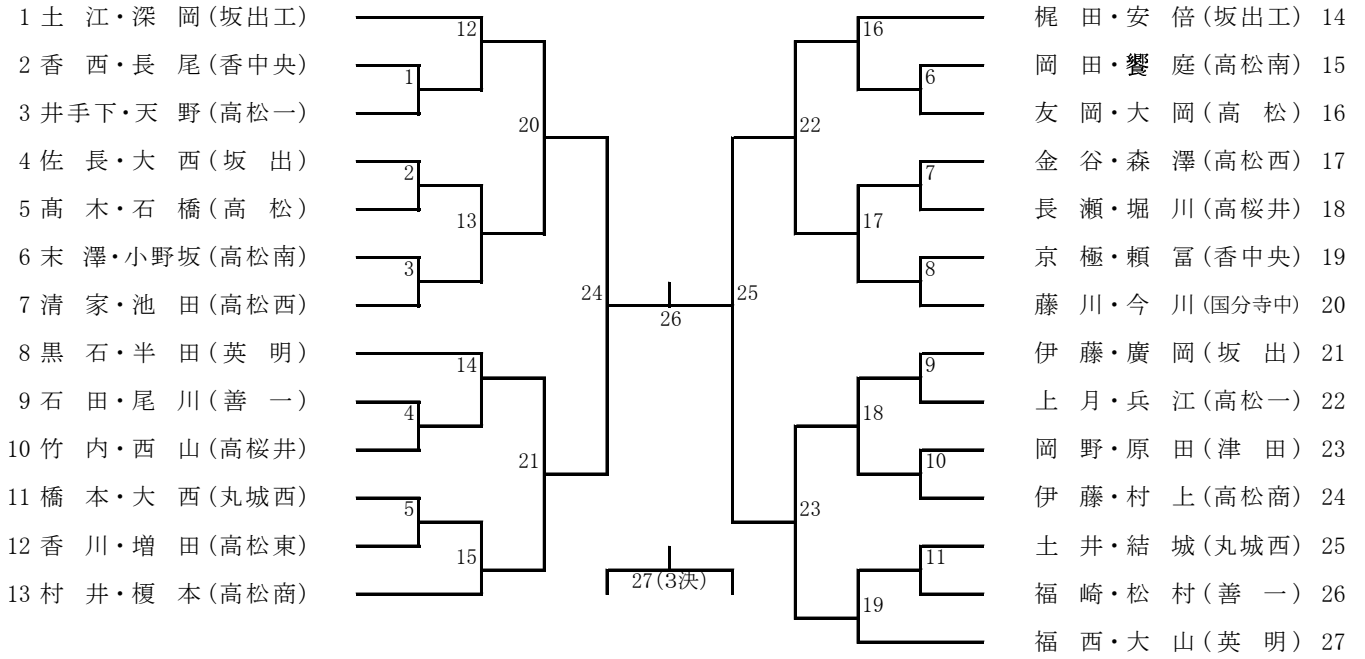 1 土 江・深 岡(坂出工)
2 香 西・長 尾(香中央)
3 井手下・天 野(高松一)
4 佐 長・大 西(坂 出)
5 髙 木・石 橋(高 松)
6 末 澤・小野坂(高松南)
7 清 家・池 田(高松西)
8 黒 石・半 田(英 明)
9 石 田・尾 川(善 一)
10 竹 内・西 山(高桜井)
11 橋 本・大 西(丸城西)
12 香 川・増 田(高松東)
13 村 井・榎 本(高松商)
12
1
20
2
13
3
24
14
4
21
5
15
26
27(3決)
25
16
6
22
7
17
8
9
18
10
23
11
19
梶 田・安 倍(坂出工) 14
岡 田・饗 庭(高松南) 15
友 岡・大 岡(高 松) 16
金 谷・森 澤(高松西) 17
長 瀬・堀 川(高桜井) 18
京 極・頼 冨(香中央) 19
藤 川・今 川(国分寺中) 20
伊 藤・廣 岡(坂 出) 21
上 月・兵 江(高松一) 22
岡 野・原 田(津 田) 23
伊 藤・村 上(高松商) 24
土 井・結 城(丸城西) 25
福 崎・松 村(善 一) 26
福 西・大 山(英 明) 27